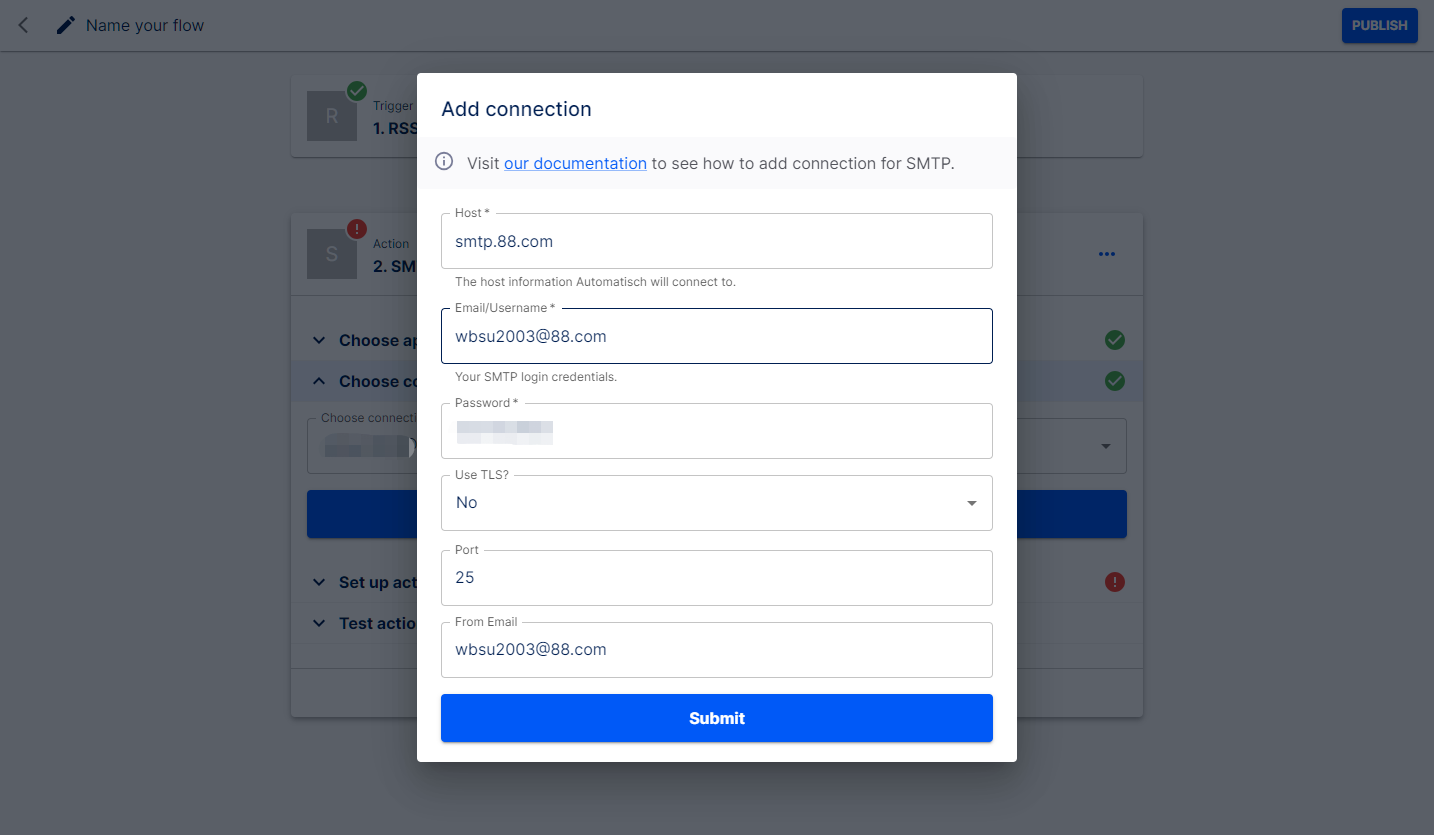 Name your flow
PUBLISH
R
Trigger
1. RSS
Add connection
Visit our documentation to see how to add connection for SMTP.
Host *
smtp.88.com
The host information Automatisch will connect to.
S
Action
2. SM
Email/Username *
wbsu2003@88.com
Your SMTP login credentials.
Choose
Choose
Choose connecti
Password *
Use TLS?
No
Port
25
Set up act
Test actio
From Email
wbsu2003@88.com
Submit